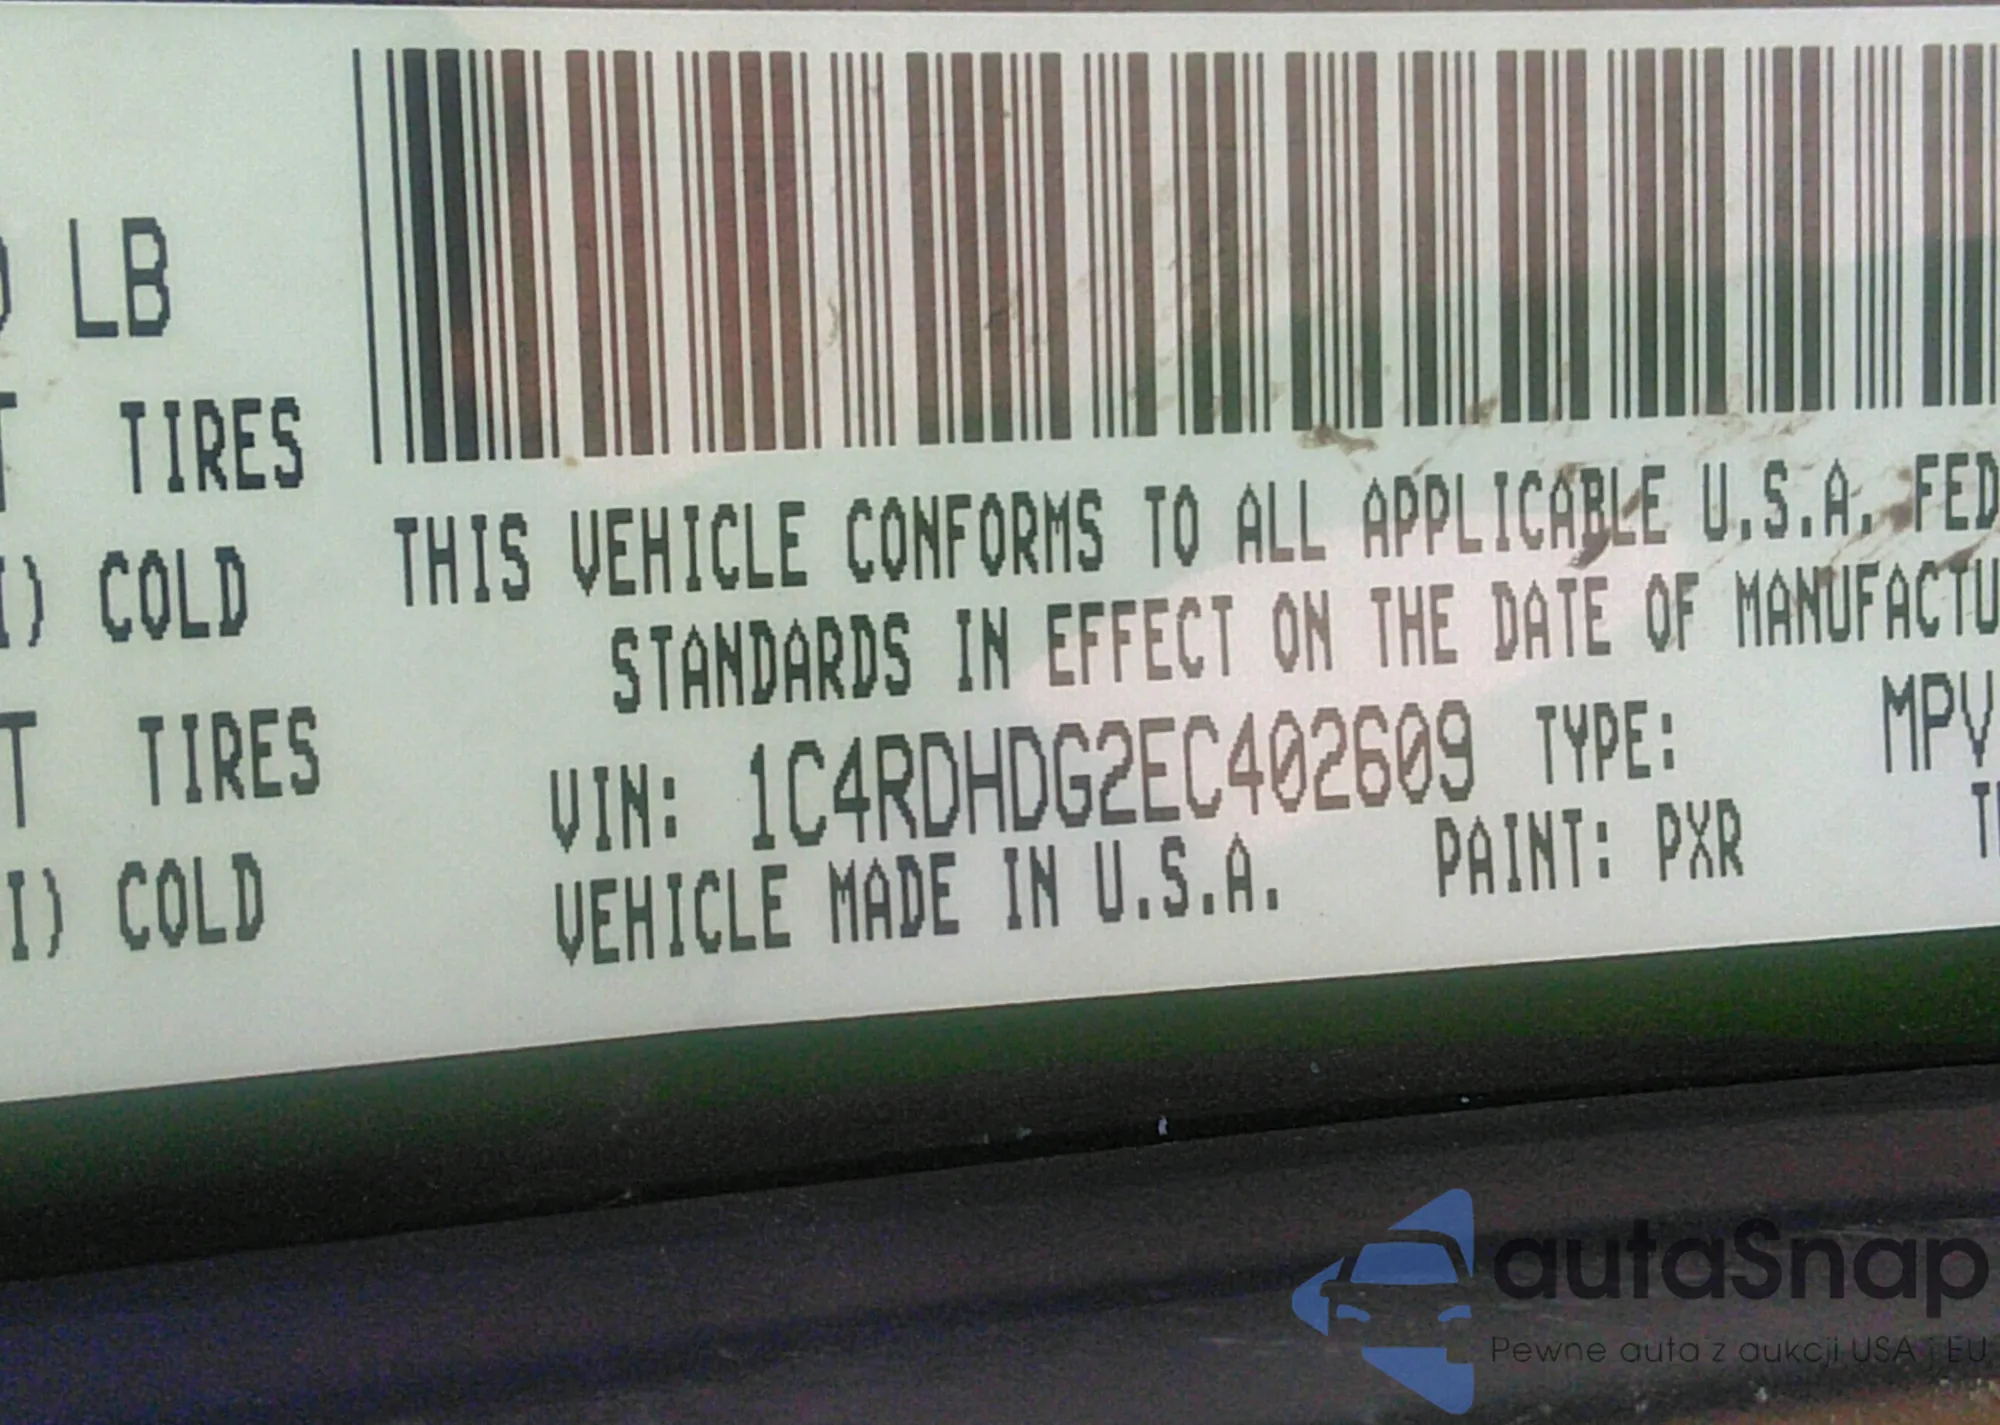 LB
TIRES
I) COLD
T TIRES
I) COLD
THIS VEHICLE CONFORMS TO ALL APPLICABLE U.S.A. FED
STANDARDS IN EFFECT ON THE DATE OF MANUFACTU
VIN: 1C4RDHDG2EC402609 TYPE: MPV
VEHICLE MADE IN U.S.A. PAINT: PXR
autaSnap
Pewne auta z aukcji USA i EU